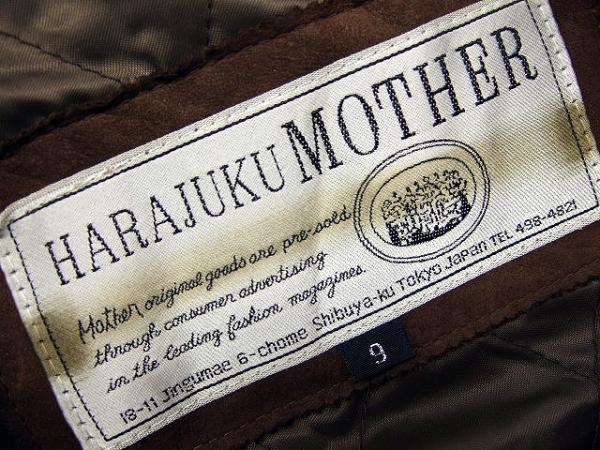 HARAJUKU MOTHER
Mother original goods are pre-sold
through consumer advertising
in the leading fashion magazines.
18-11 Jingumae 6-chome Shibuya-ku Tokyo Japan TEL 498-4821
9